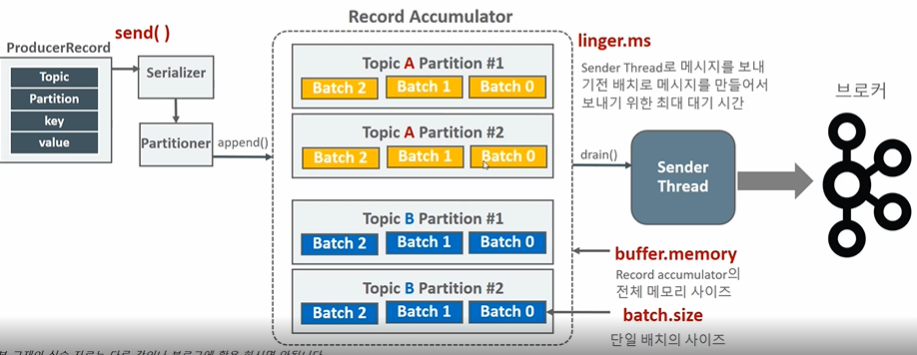 Record Accumulator
send( )
ProducerRecord
Topic
Partition
key
value
Serializer
Partitioner
append()
Topic A Partition #1
Batch 2
Batch 1
Batch 0
Topic A Partition #2
Batch 2
Batch 1
Batch 0
Topic B Partition #1
Batch 2
Batch 1
Batch 0
Topic B Partition #2
Batch 2
Batch 1
Batch 0
linger.ms
Sender Thread로 메시지를 보내
기전 배치로 메시지를 만들어서
보내기 위한 최대 대기 시간
drain()
Sender
Thread
브로커
buffer.memory
Record accumulator의
전체 메모리 사이즈
batch.size
단일 배치의 사이즈